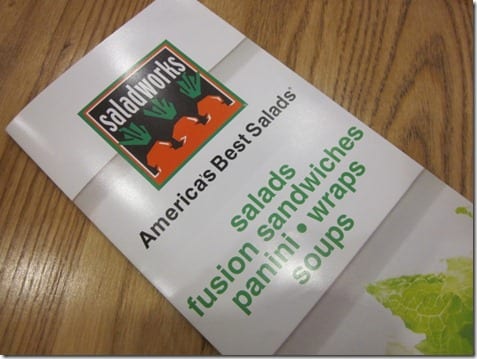 saladworks
America's Best Salads
salads
fusion sandwiches
panini • wraps
soups